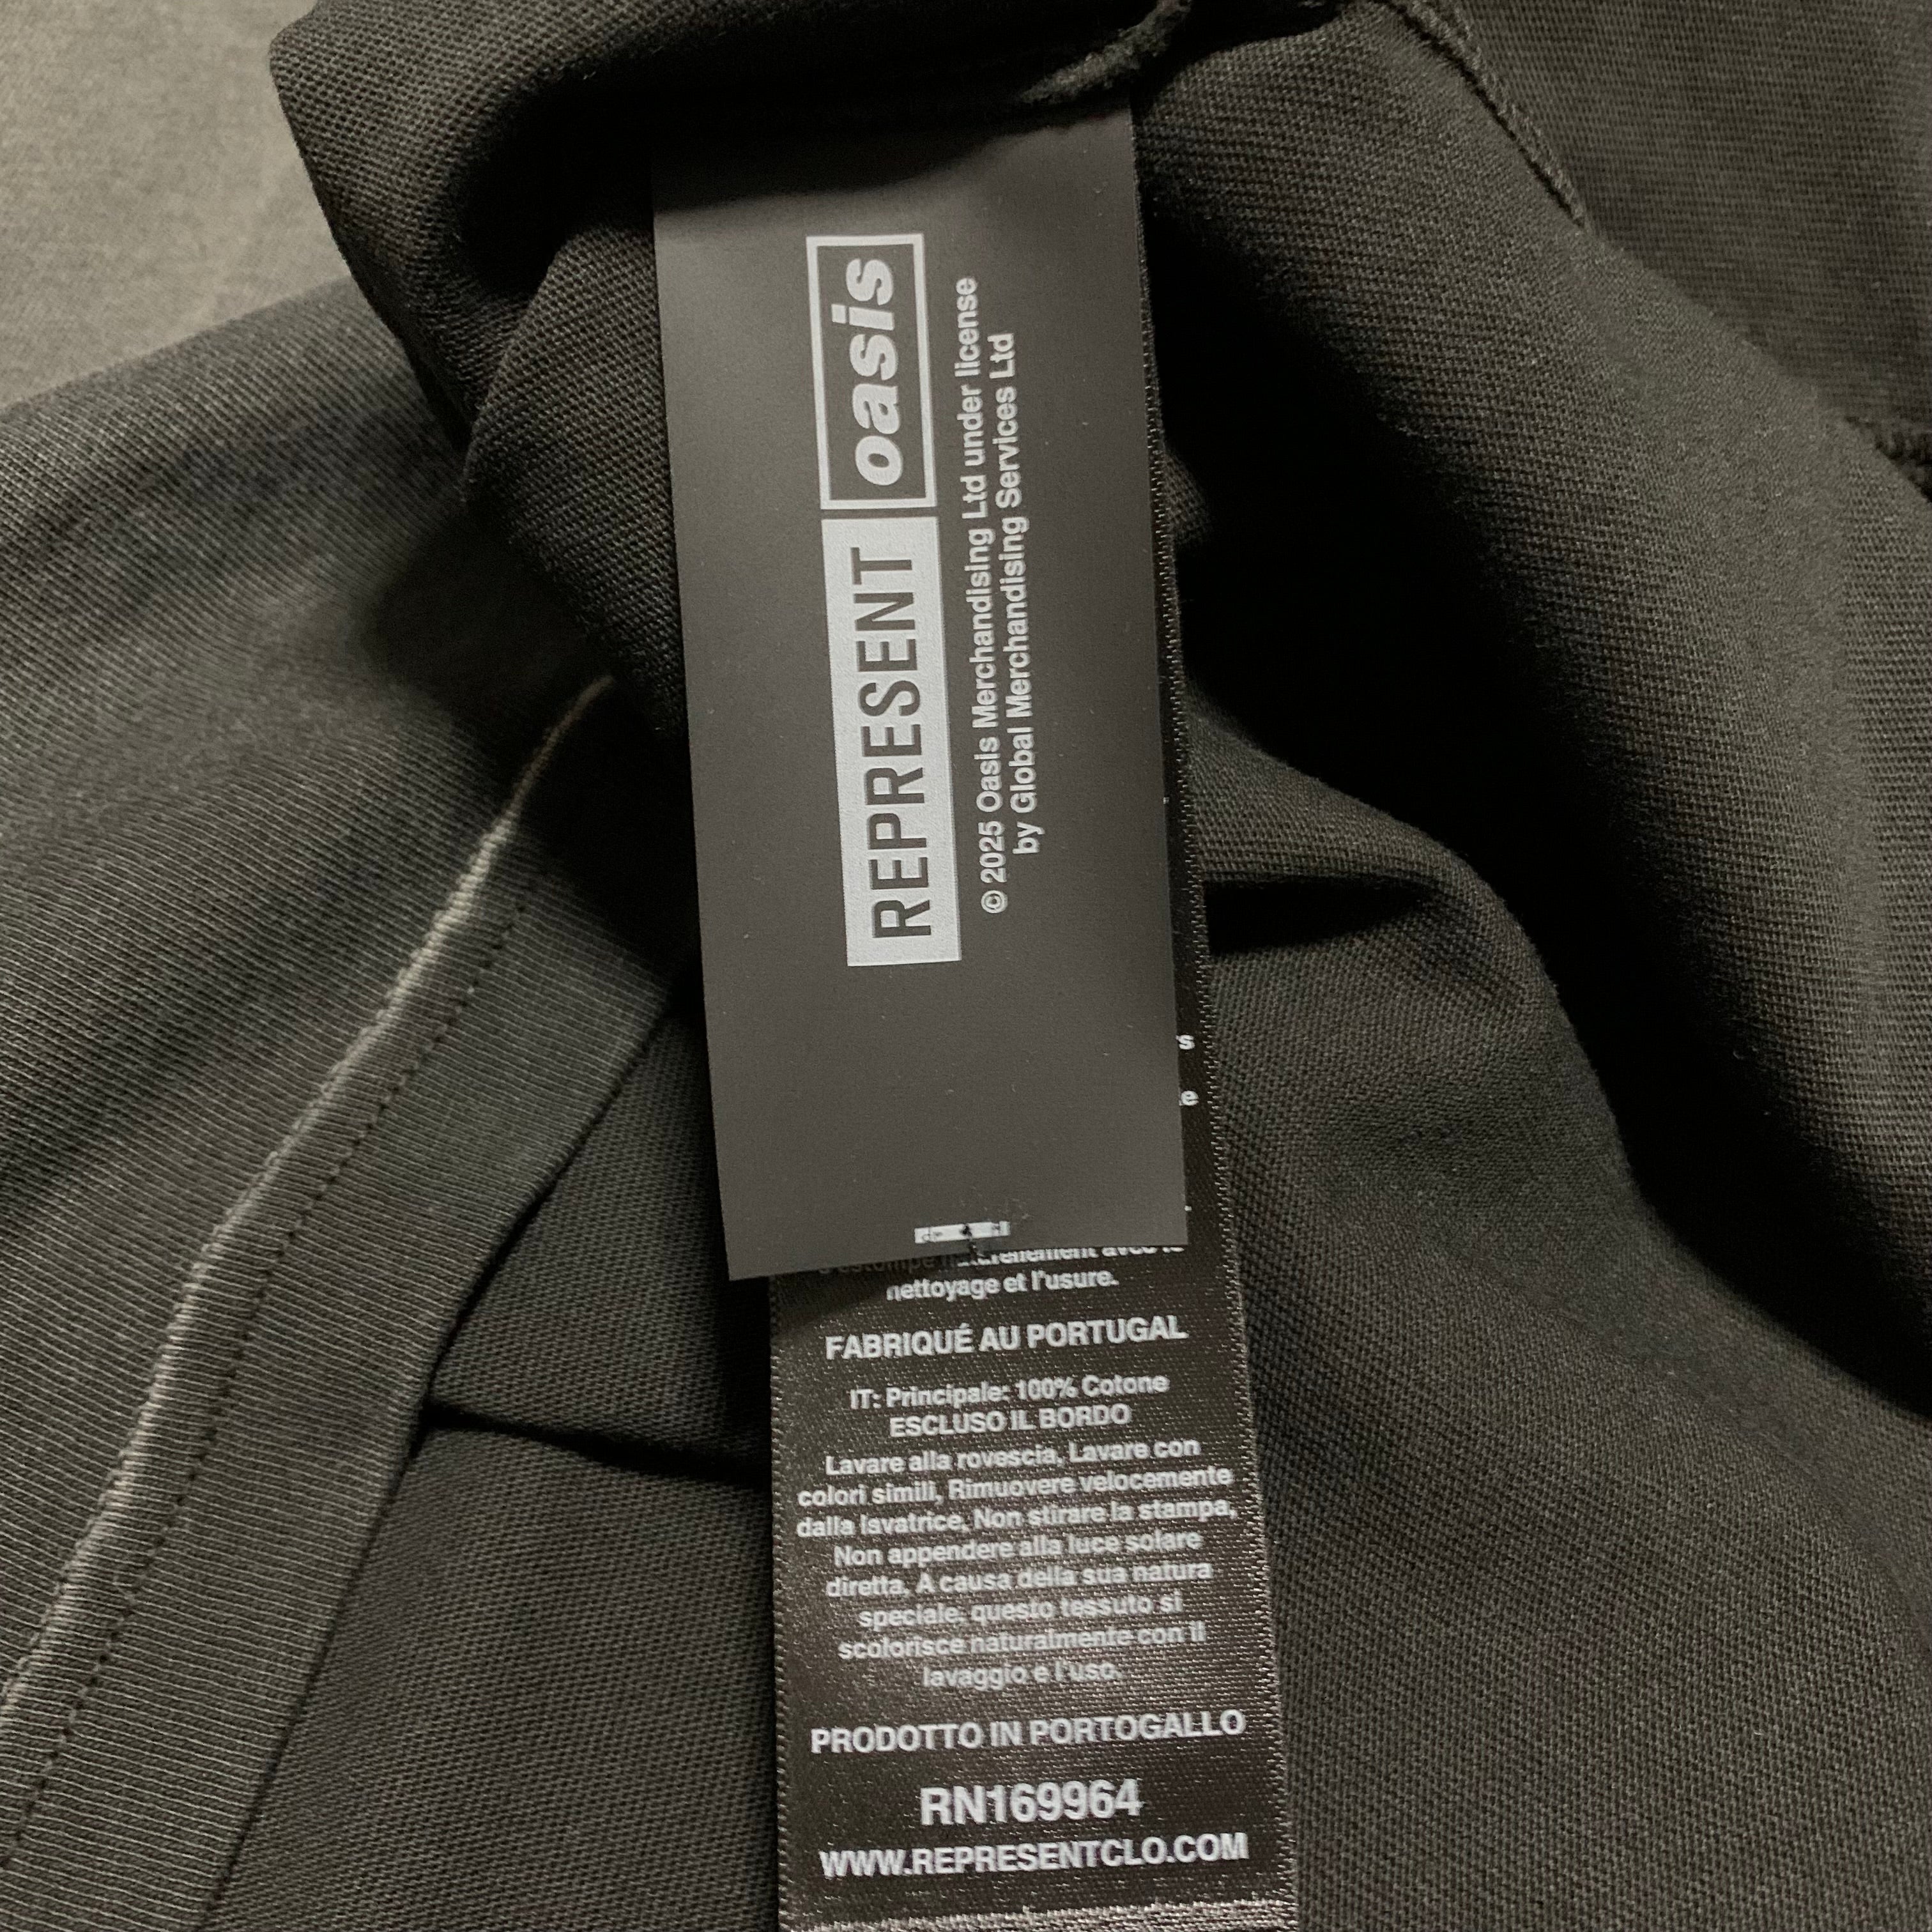 REPRESENT oasis
© 2025 Oasis Merchandising Ltd under license
by Global Merchandising Services Ltd
avec le
nettoyage et l'usure.
FABRIQUÉ AU PORTUGAL
IT: Principale: 100% Cotone
ESCLUSO IL BORDO
Lavare alla rovescia, Lavare con
colori simili, Rimuovere velocemente
dalla lavatrice, Non stirare la stampa,
Non appendere alla luce solare
diretta, A causa della sua natura
speciale, questo tessuto si
scolorisce naturalmente con il
lavaggio e l'uso.
PRODOTTO IN PORTOGALLO
RN169964
WWW.REPRESENTCLO.COM